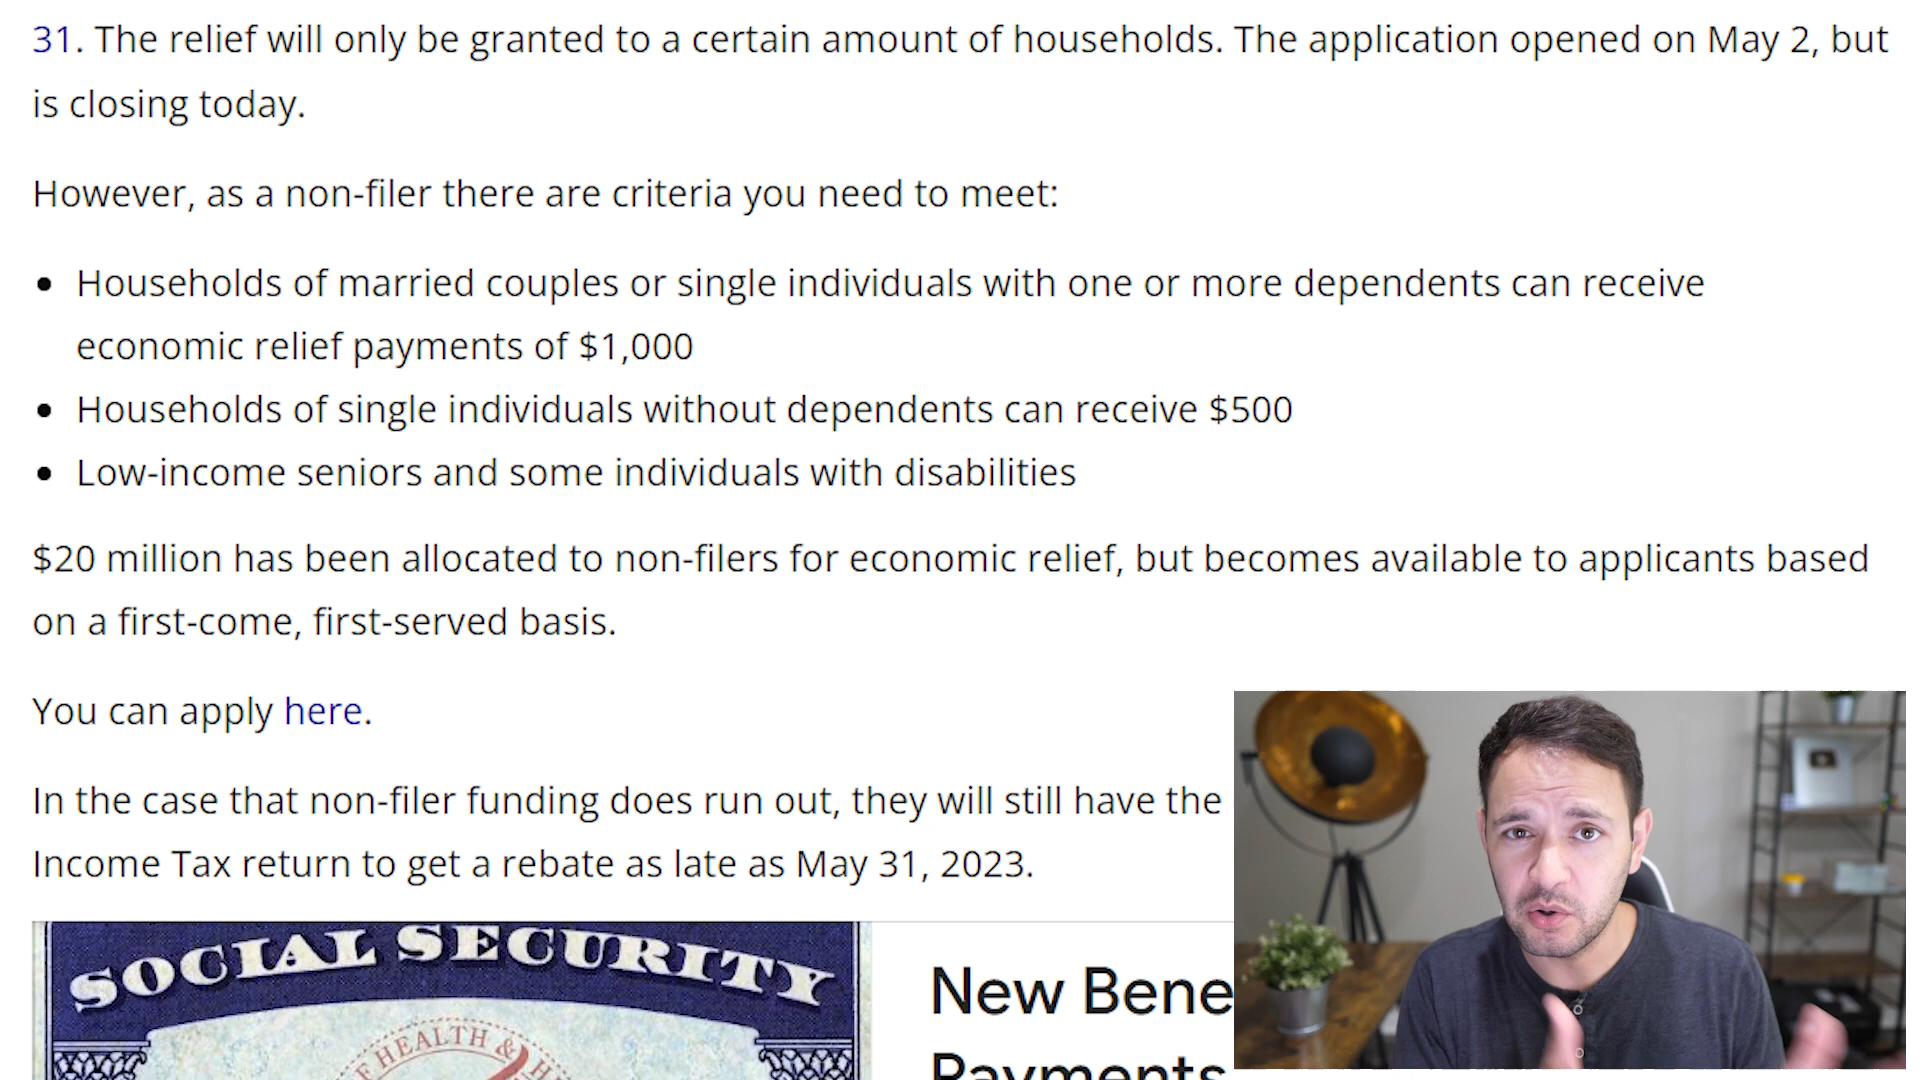 31. The relief will only be granted to a certain amount of households. The application opened on May 2, but
is closing today.
However, as a non-filer there are criteria you need to meet:
• Households of married couples or single individuals with one or more dependents can receive
economic relief payments of $1,000
• Households of single individuals without dependents can receive $500
• Low-income seniors and some individuals with disabilities
$20 million has been allocated to non-filers for economic relief, but becomes available to applicants based
on a first-come, first-served basis.
You can apply here.
In the case that non-filer funding does run out, they will still have the
Income Tax return to get a rebate as late as May 31, 2023.
SOCIAL SECURITY
HEALTH &
New Bene
Payments